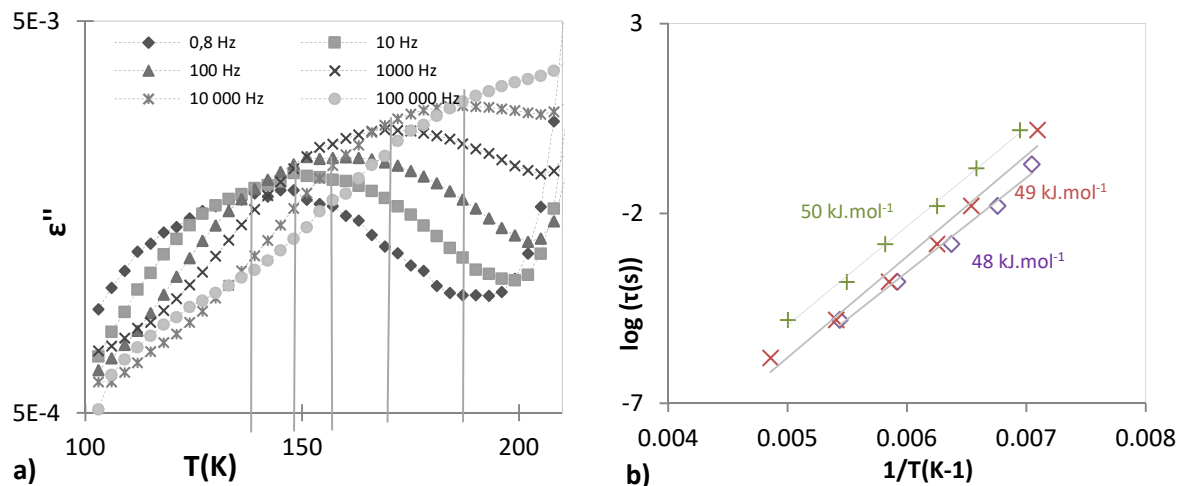 5E-3
0,8 Hz
10 Hz
100 Hz
1000 Hz
10 000 Hz
100 000 Hz
ε"
5E-4
100
150
200
T(K)
a)
3
-2
-7
log (τ(s))
50 kJ.mol⁻¹
49 kJ.mol⁻¹
48 kJ.mol⁻¹
0.004
0.005
0.006
0.007
0.008
1/T(K-1)
b)